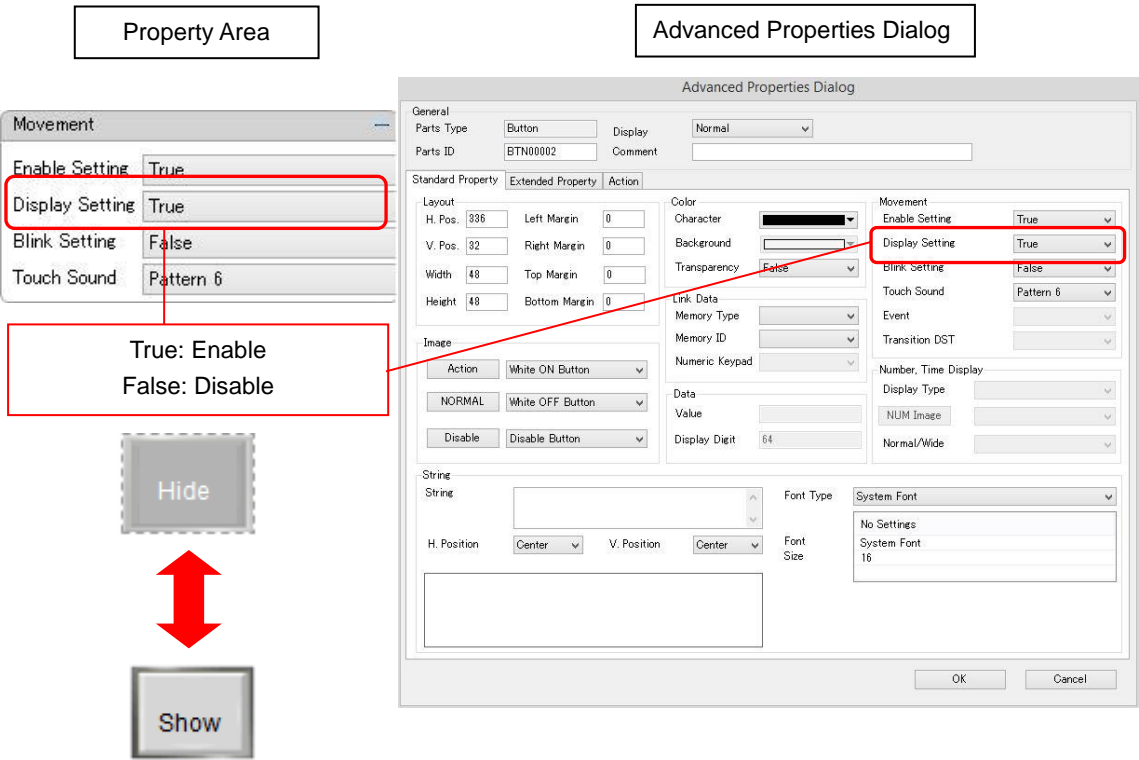 Property Area
Advanced Properties Dialog
Movement
Enable Setting True
Display Setting True
Blink Setting False
Touch Sound Pattern 6
True: Enable
False: Disable
Hide
Show
Advanced Properties Dialog
General
Parts Type Button Display Normal
Parts ID BTN00002 Comment
Standard Property Extended Property Action
Layout
H. Pos. 336 Left Margin 0
V. Pos. 32 Right Margin 0
Width 48 Top Margin 0
Height 48 Bottom Margin 0
Image
Action White ON Button
NORMAL White OFF Button
Disable Disable Button
Color
Character
Background
Transparency False
Link Data
Memory Type
Memory ID
Numeric Keypad
Data
Value
Display Digit 64
Movement
Enable Setting True
Display Setting True
Blink Setting False
Touch Sound Pattern 6
Event
Transition DST
Number, Time Display
Display Type
NUM Image
Normal/Wide
String
String
H. Position Center V. Position Center
Font Type System Font
Font
Size
No Settings
System Font
16
OK Cancel